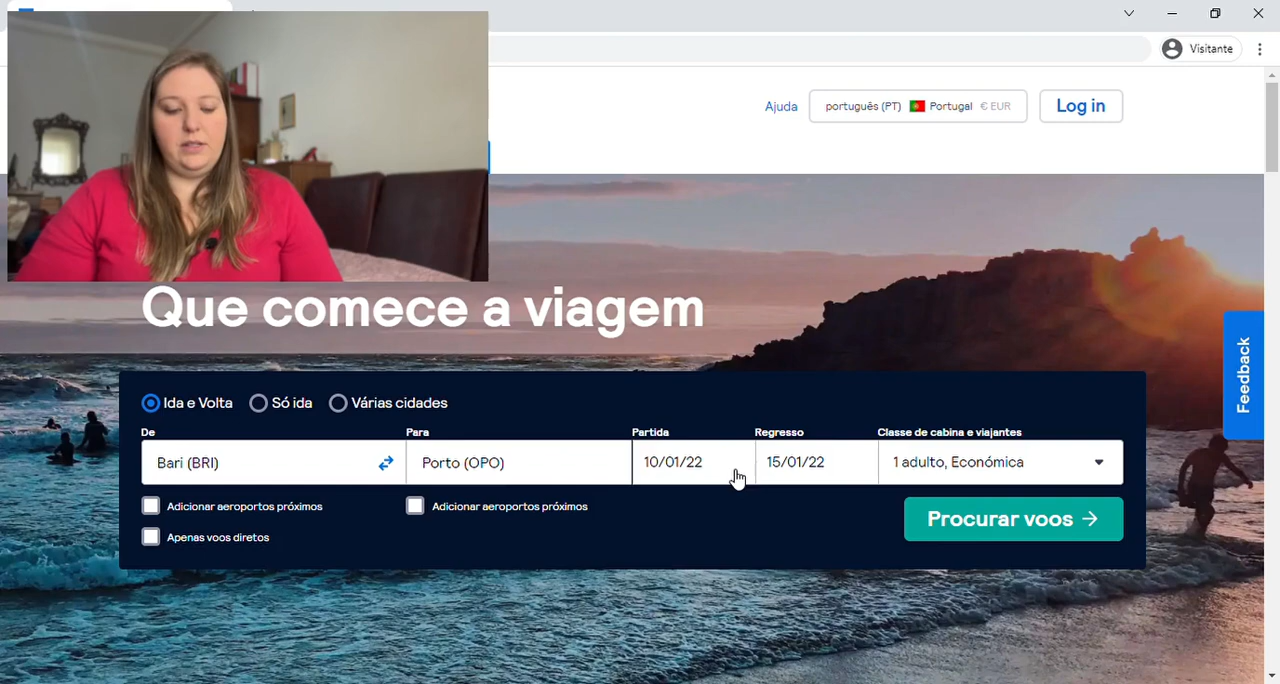 Visitante
Ajuda
português (PT) Portugal € EUR
Log in
Que comece a viagem
Feedback
Ida e Volta Só ida Várias cidades
De Para Partida Regresso Classe de cabina e viajantes
Bari (BRI) Porto (OPO) 10/01/22 15/01/22 1 adulto, Económica
Adicionar aeroportos próximos Adicionar aeroportos próximos
Procurar voos →
Apenas voos diretos